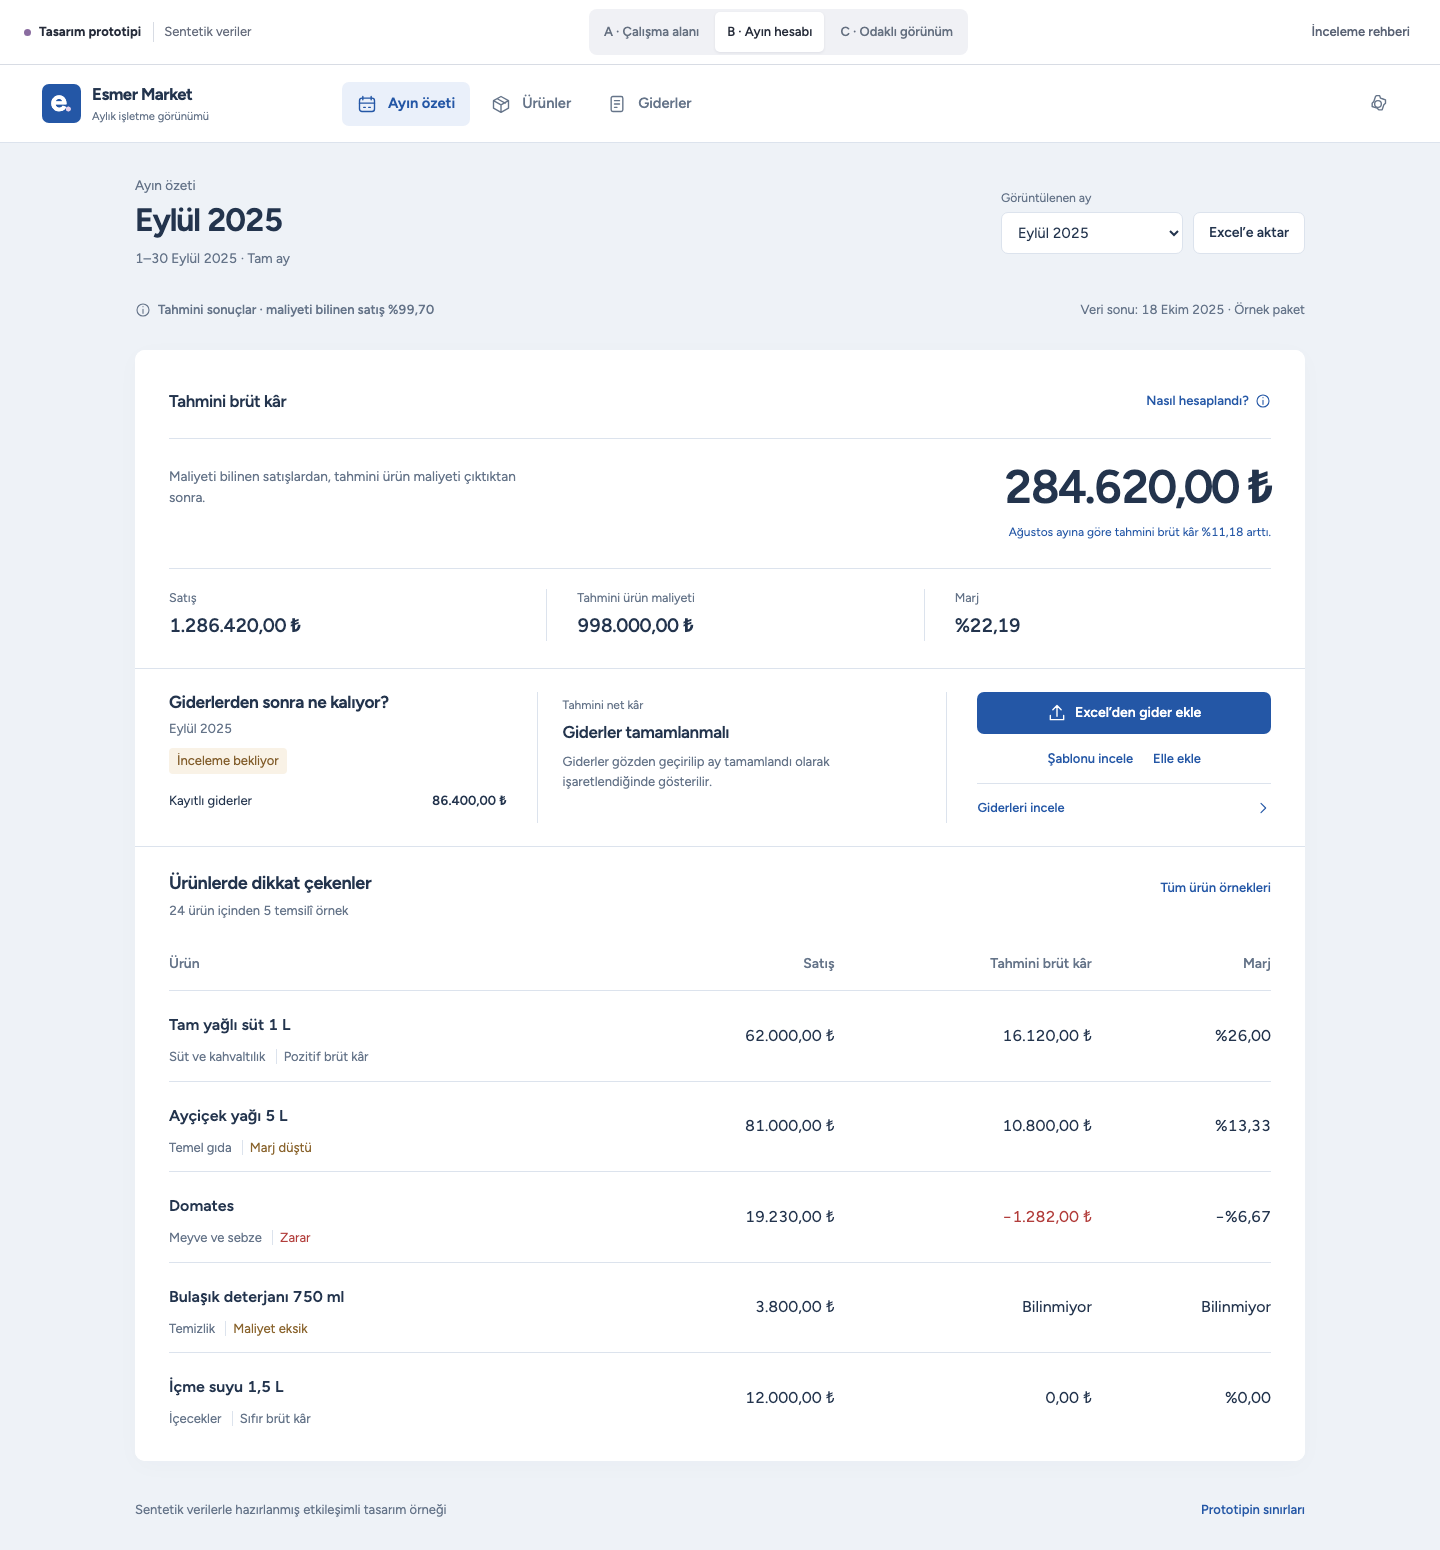 Tasarım prototipi
Sentetik veriler
A · Çalışma alanı
B · Ayın hesabı
C · Odaklı görünüm
İnceleme rehberi
e.
Esmer Market
Aylık işletme görünümü
Ayın özeti
Ürünler
Giderler
Ayın özeti
Eylül 2025
1–30 Eylül 2025 · Tam ay
Görüntülenen ay
Eylül 2025
Excel’e aktar
Tahmini sonuçlar · maliyeti bilinen satış %99,70
Veri sonu: 18 Ekim 2025 · Örnek paket
Tahmini brüt kâr
Nasıl hesaplandı?
Maliyeti bilinen satışlardan, tahmini ürün maliyeti çıktıktan
sonra.
284.620,00 ₺
Ağustos ayına göre tahmini brüt kâr %11,18 arttı.
Satış
1.286.420,00 ₺
Tahmini ürün maliyeti
998.000,00 ₺
Marj
%22,19
Giderlerden sonra ne kalıyor?
Eylül 2025
İnceleme bekliyor
Kayıtlı giderler
86.400,00 ₺
Tahmini net kâr
Giderler tamamlanmalı
Giderler gözden geçirilip ay tamamlandı olarak
işaretlendiğinde gösterilir.
Excel’den gider ekle
Şablonu incele
Elle ekle
Giderleri incele
Ürünlerde dikkat çekenler
24 ürün içinden 5 temsilî örnek
Tüm ürün örnekleri
Ürün
Satış
Tahmini brüt kâr
Marj
Tam yağlı süt 1 L
Süt ve kahvaltılık
Pozitif brüt kâr
62.000,00 ₺
16.120,00 ₺
%26,00
Ayçiçek yağı 5 L
Temel gıda
Marj düştü
81.000,00 ₺
10.800,00 ₺
%13,33
Domates
Meyve ve sebze
Zarar
19.230,00 ₺
−1.282,00 ₺
−%6,67
Bulaşık deterjanı 750 ml
Temizlik
Maliyet eksik
3.800,00 ₺
Bilinmiyor
Bilinmiyor
İçme suyu 1,5 L
İçecekler
Sıfır brüt kâr
12.000,00 ₺
0,00 ₺
%0,00
Sentetik verilerle hazırlanmış etkileşimli tasarım örneği
Prototipin sınırları